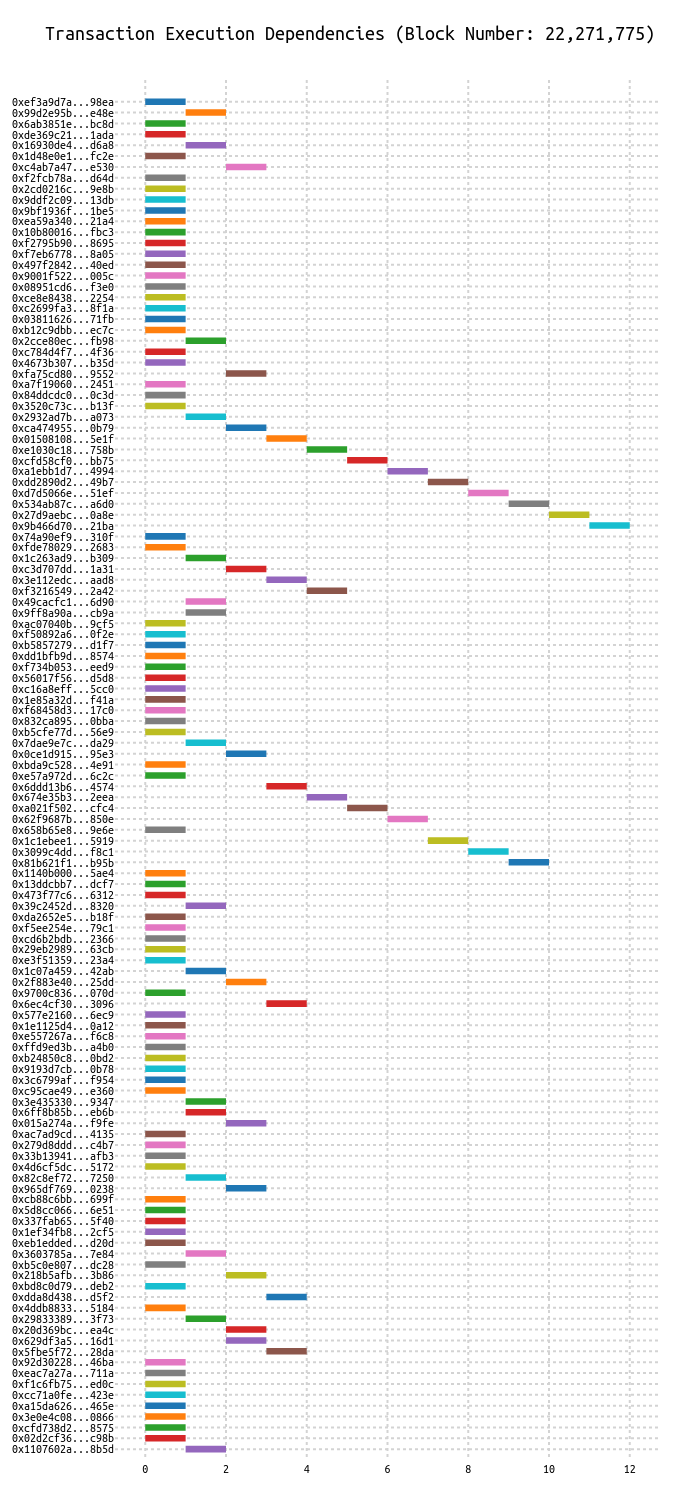 Transaction Execution Dependencies (Block Number: 22,271,775)
0xef3a9d7a...98ea
0x99d2e95b...e48e
0x6ab3851e...bc8d
0xde369c21...1ada
0x16930de4...d6a8
0x1d48e0e1...fc2e
0xc4ab7a47...e530
0xf2fcb78a...d64d
0x2cd0216c...9e8b
0x9ddf2c09...13db
0x9bf1936f...1be5
0xea59a340...21a4
0x10b80016...fbc3
0xf2795b90...8695
0xf7eb6778...8a05
0x497f2842...40ed
0x9001f522...005c
0x08951cd6...f3e0
0xce8e8438...2254
0xc2699fa3...8f1a
0x03811626...71fb
0xb12c9dbb...ec7c
0x2cce80ec...fb98
0xc784d4f7...4f36
0x4673b307...b35d
0xfa75cd80...9552
0xa7f19060...2451
0x84ddcdc0...0c3d
0x3520c73c...b13f
0x2932ad7b...a073
0xca474955...0b79
0x01508108...5e1f
0xe1030c18...758b
0xcfd58cf0...bb75
0xa1ebb1d7...4994
0xdd2890d2...49b7
0xd7d5066e...51ef
0x534ab87c...a6d0
0x27d9aebc...0a8e
0x9b466d70...21ba
0x74a90ef9...310f
0xfde78029...2683
0x1c263ad9...b309
0xc3d707dd...1a31
0x3e112edc...aad8
0xf3216549...2a42
0x49cacfc1...6d90
0x9ff8a90a...cb9a
0xac07040b...9cf5
0xf50892a6...0f2e
0xb5857279...d1f7
0xdd1bfb9d...8574
0xf734b053...eed9
0x56017f56...d5d8
0xc16a8eff...5cc0
0x1e85a32d...f41a
0xf68458d3...17c0
0x832ca895...0bba
0xb5cfe77d...56e9
0x7dae9e7c...da29
0x0ce1d915...95e3
0xbda9c528...4e91
0xe57a972d...6c2c
0x6ddd13b6...4574
0x674e35b3...2eea
0xa021f502...cfc4
0x62f9687b...850e
0x658b65e8...9e6e
0x1c1ebee1...5919
0x3099c4dd...f8c1
0x81b621f1...b95b
0x1140b000...5ae4
0x13ddcbb7...dcf7
0x473f77c6...6312
0x39c2452d...8320
0xda2652e5...b18f
0xf5ee254e...79c1
0xcd6b2bdb...2366
0x29eb2989...63cb
0xe3f51359...23a4
0x1c07a459...42ab
0x2f883e40...25dd
0x9700c836...070d
0x6ec4cf30...3096
0x577e2160...6ec9
0x1e1125d4...0a12
0xe557267a...f6c8
0xffd9ed3b...a4b0
0xb24850c8...0bd2
0x9193d7cb...0b78
0x3c6799af...f954
0xc95cae49...e360
0x3e435330...9347
0x6ff8b85b...eb6b
0x015a274a...f9fe
0xac7ad9cd...4135
0x279d8ddd...c4b7
0x33b13941...afb3
0x4d6cf5dc...5172
0x82c8ef72...7250
0x965df769...0238
0xcb88c6bb...699f
0x5d8cc066...6e51
0x337fab65...5f40
0x1ef34fb8...2cf5
0xeb1edded...d20d
0x3603785a...7e84
0xb5c0e807...dc28
0x218b5afb...3b86
0xbd8c0d79...deb2
0xdda8d438...d5f2
0x4ddb8833...5184
0x29833389...3f73
0x20d369bc...ea4c
0x629df3a5...16d1
0x5fbe5f72...28da
0x92d30228...46ba
0xeac7a27a...711a
0xf1c6fb75...ed0c
0xcc71a0fe...423e
0xa15da626...465e
0x3e0e4c08...0866
0xcfd738d2...8575
0x02d2cf36...c98b
0x1107602a...8b5d
0 2 4 6 8 10 12